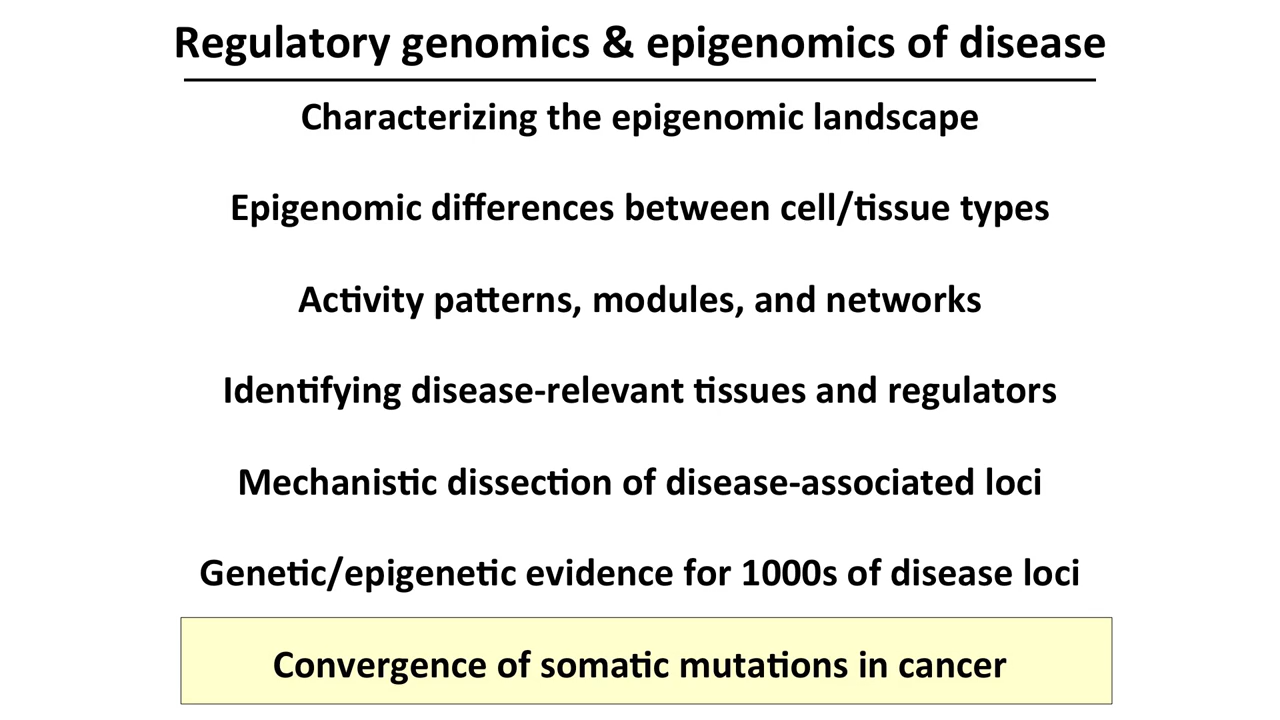 Regulatory genomics & epigenomics of disease
Characterizing the epigenomic landscape
Epigenomic differences between cell/tissue types
Activity patterns, modules, and networks
Identifying disease-relevant tissues and regulators
Mechanistic dissection of disease-associated loci
Genetic/epigenetic evidence for 1000s of disease loci
Convergence of somatic mutations in cancer